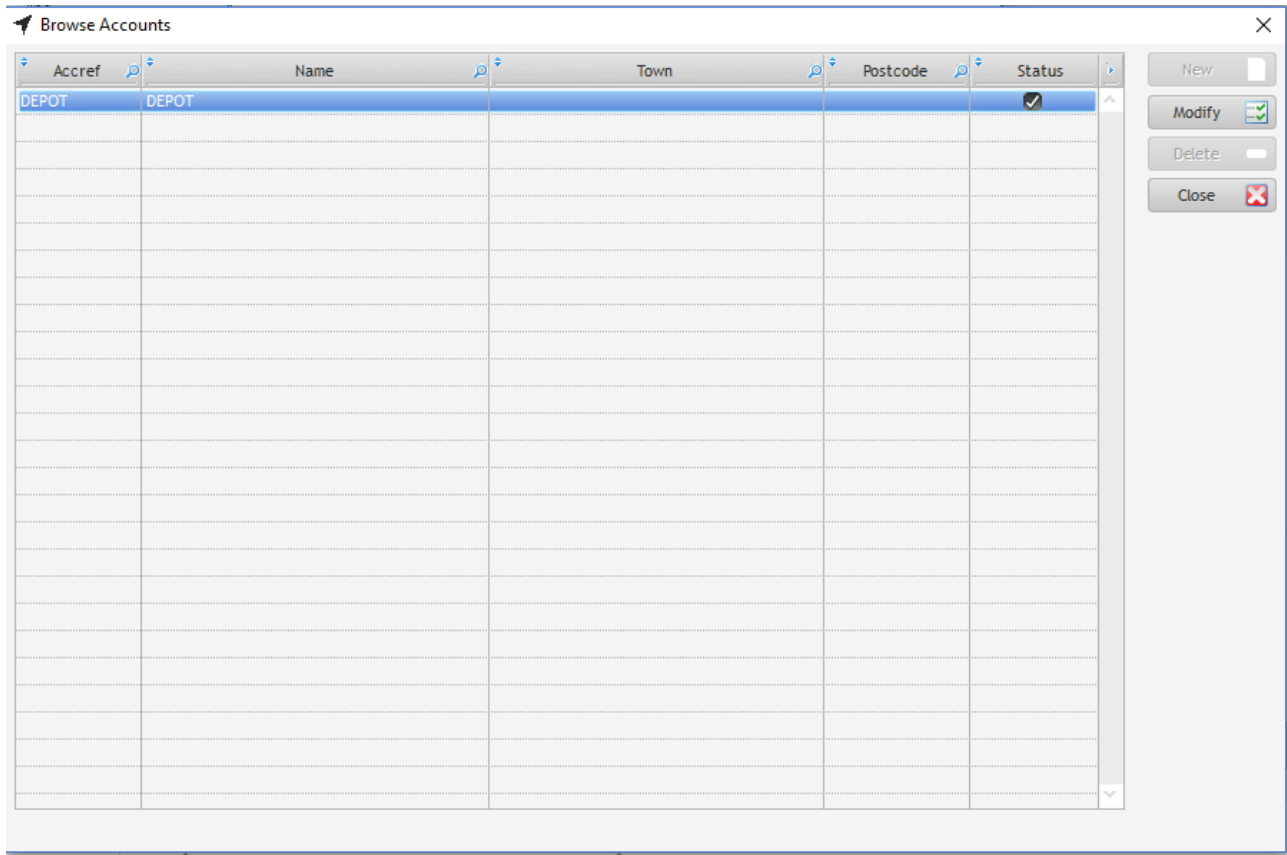 Browse Accounts
Accref Name Town Postcode Status New
DEPOT DEPOT
Modify
Delete
Close